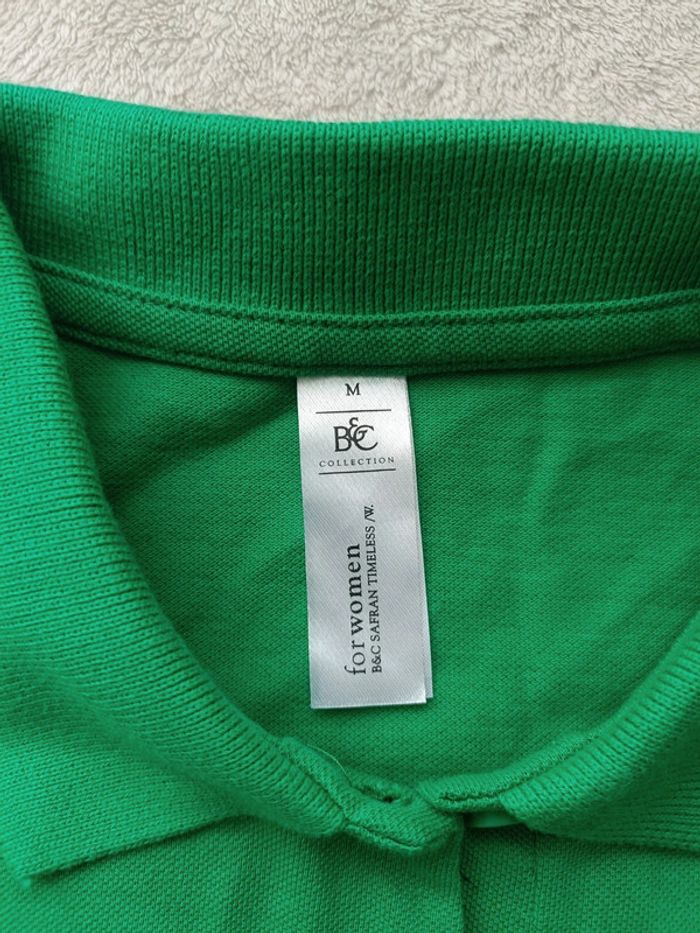 M
B&C
COLLECTION
for women
B&C SAFRAN TIMELESS /W.